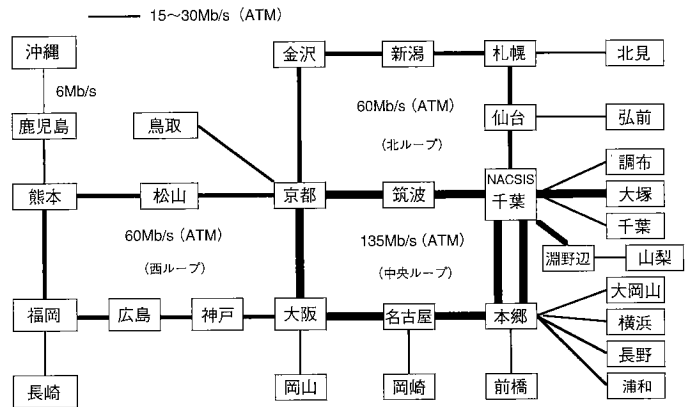 15～30Mb/s (ATM)
沖縄
金沢
新潟
札幌
北見
6Mb/s
60Mb/s (ATM)
鹿児島
鳥取
仙台
弘前
(北ループ)
調布
NACSIS
千葉
熊本
松山
京都
筑波
大塚
千葉
60Mb/s (ATM)
135Mb/s (ATM)
淵野辺
山梨
(西ループ)
(中央ループ)
大岡山
福岡
広島
神戸
大阪
名古屋
本郷
横浜
長野
長崎
岡山
岡崎
前橋
浦和